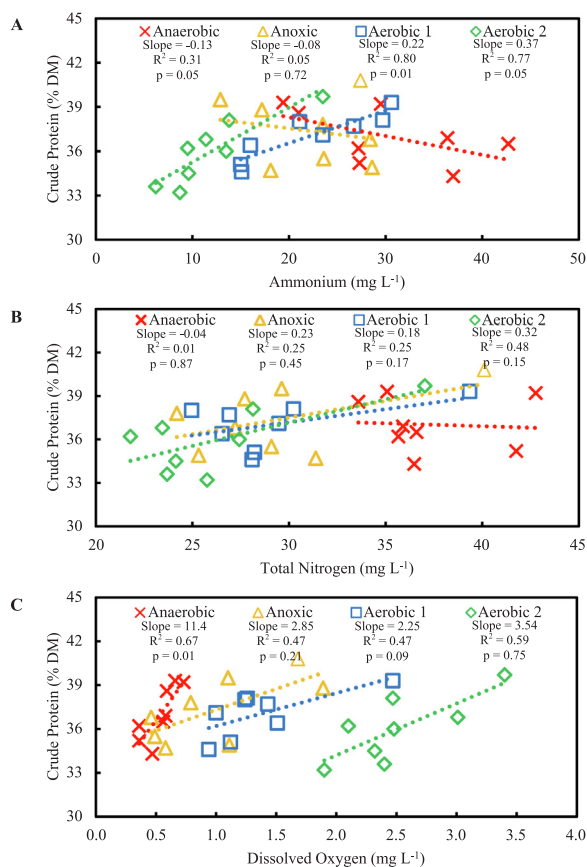 A
Anaerobic Anoxic Aerobic 1 Aerobic 2
Slope = -0.13 Slope = -0.08 Slope = 0.22 Slope = 0.37
R² = 0.31 R² = 0.05 R² = 0.80 R² = 0.77
p = 0.05 p = 0.72 p = 0.01 p = 0.05
Crude Protein (% DM)
45
42
39
36
33
30
0 10 20 30 40 50
Ammonium (mg L⁻¹)
B
Anaerobic Anoxic Aerobic 1 Aerobic 2
Slope = -0.04 Slope = 0.23 Slope = 0.18 Slope = 0.32
R² = 0.01 R² = 0.25 R² = 0.25 R² = 0.48
p = 0.87 p = 0.45 p = 0.17 p = 0.15
Crude Protein (% DM)
45
42
39
36
33
30
20 25 30 35 40 45
Total Nitrogen (mg L⁻¹)
C
Anaerobic Anoxic Aerobic 1 Aerobic 2
Slope = 11.4 Slope = 2.85 Slope = 2.25 Slope = 3.54
R² = 0.67 R² = 0.47 R² = 0.47 R² = 0.59
p = 0.01 p = 0.21 p = 0.09 p = 0.75
Crude Protein (% DM)
45
42
39
36
33
30
0.0 0.5 1.0 1.5 2.0 2.5 3.0 3.5 4.0
Dissolved Oxygen (mg L⁻¹)